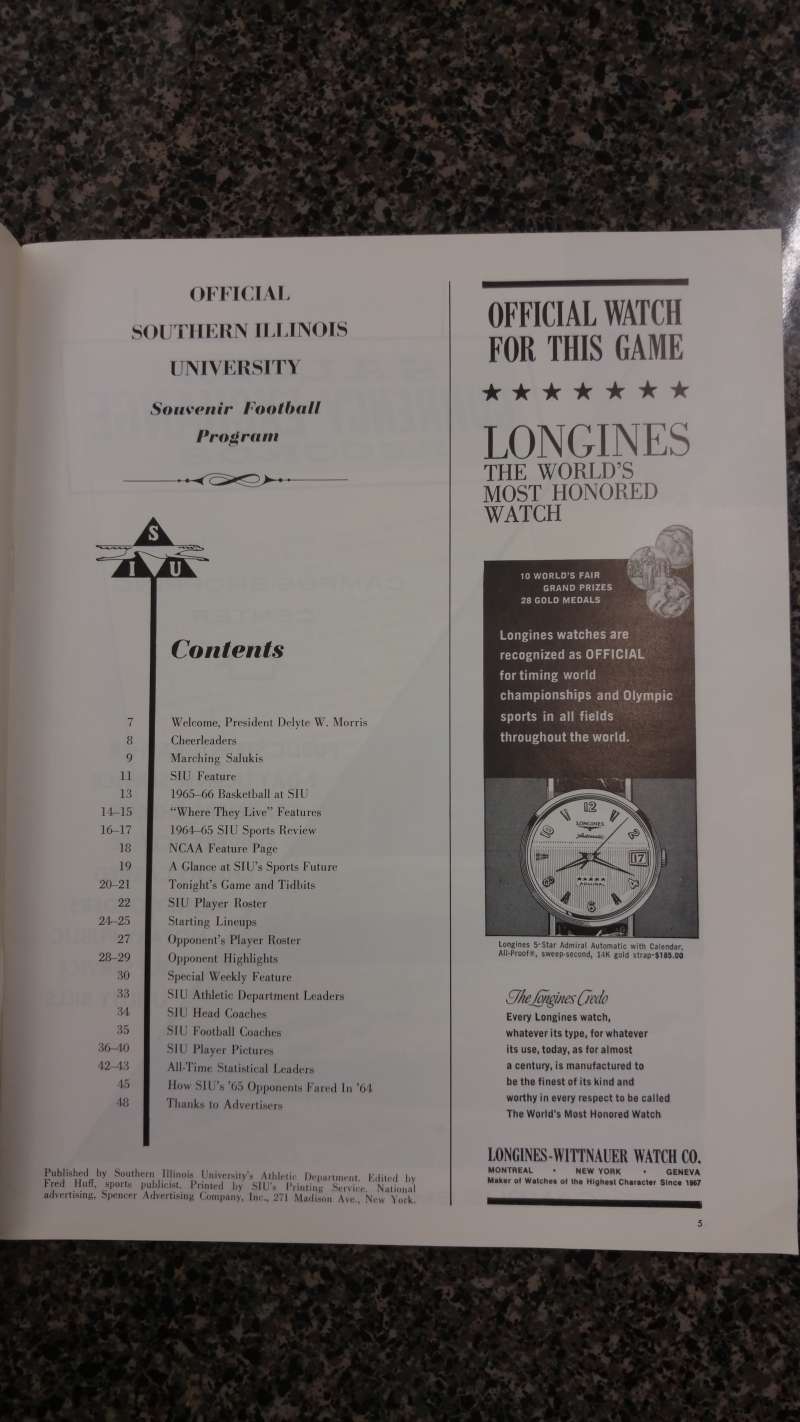 OFFICIAL
SOUTHERN ILLINOIS
UNIVERSITY
Souvenir Football
Program
S
I U
Contents
7 Welcome, President Delyte W. Morris
8 Cheerleaders
9 Marching Salukis
11 SIU Feature
13 1965–66 Basketball at SIU
14–15 “Where They Live” Features
16–17 1964–65 SIU Sports Review
18 NCAA Feature Page
19 A Glance at SIU's Sports Future
20–21 Tonight's Game and Tidbits
22 SIU Player Roster
24–25 Starting Lineups
27 Opponent's Player Roster
28–29 Opponent Highlights
30 Special Weekly Feature
33 SIU Athletic Department Leaders
34 SIU Head Coaches
35 SIU Football Coaches
36–40 SIU Player Pictures
42–43 All-Time Statistical Leaders
45 How SIU's '65 Opponents Fared In '64
48 Thanks to Advertisers
Published by Southern Illinois University's Athletic Department. Edited by
Fred Huff, sports publicist. Printed by SIU's Printing Service. National
advertising, Spencer Advertising Company, Inc., 271 Madison Ave., New York.
OFFICIAL WATCH
FOR THIS GAME
★ ★ ★ ★ ★ ★ ★
LONGINES
THE WORLD'S
MOST HONORED
WATCH
10 WORLD'S FAIR
GRAND PRIZES
28 GOLD MEDALS
Longines watches are
recognized as OFFICIAL
for timing world
championships and Olympic
sports in all fields
throughout the world.
12
LONGINES
Automatic
17
ADMIRAL
Longines 5-Star Admiral Automatic with Calendar,
All-Proof®, sweep-second, 14K gold strap-$185.00
The Longines Credo
Every Longines watch,
whatever its type, for whatever
its use, today, as for almost
a century, is manufactured to
be the finest of its kind and
worthy in every respect to be called
The World's Most Honored Watch
LONGINES-WITTNAUER WATCH CO.
MONTREAL • NEW YORK • GENEVA
Maker of Watches of the Highest Character Since 1867
5